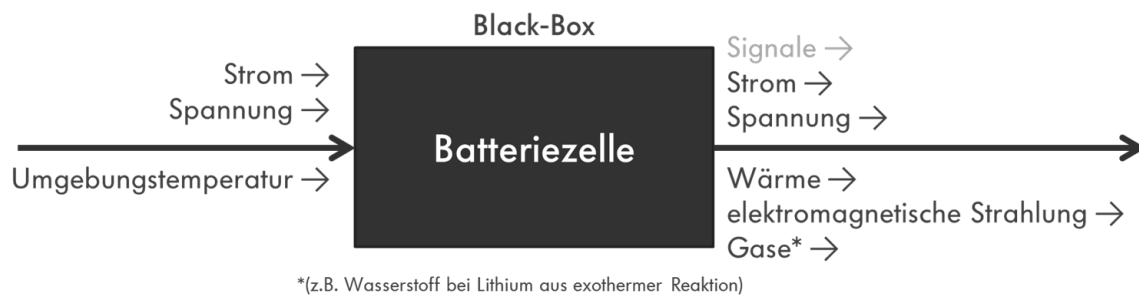 Black-Box
Strom →
Spannung →
Umgebungstemperatur →
Batteriezelle
Signale →
Strom →
Spannung →
Wärme →
elektromagnetische Strahlung →
Gase* →
*(z.B. Wasserstoff bei Lithium aus exothermer Reaktion)